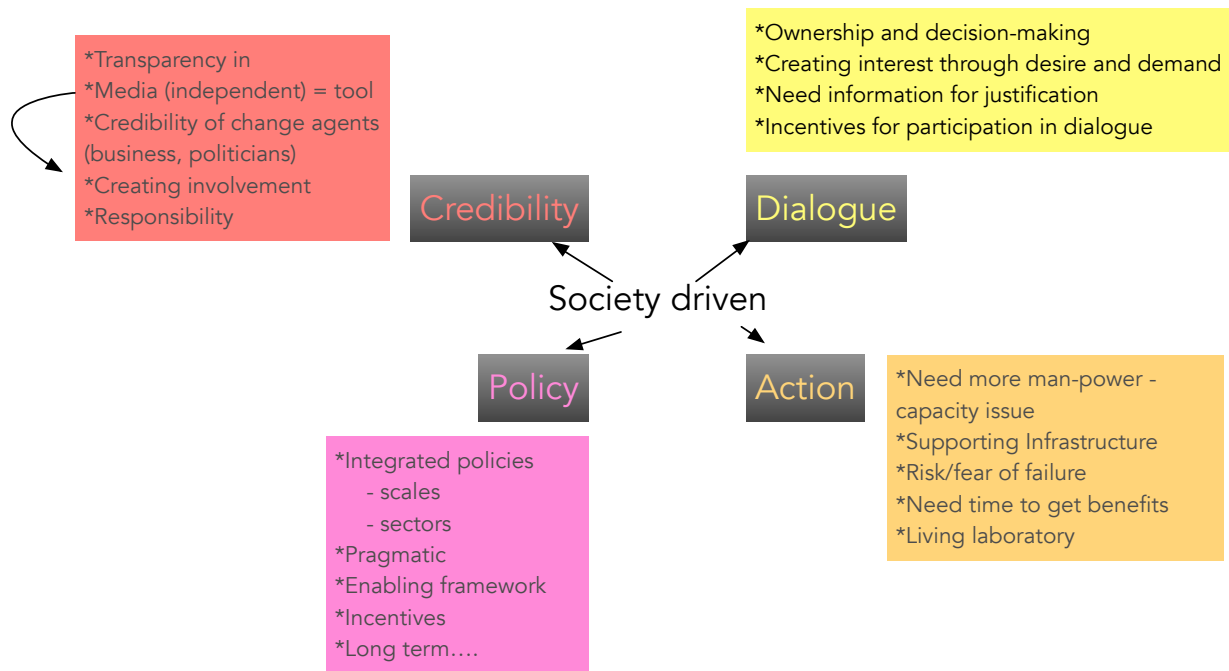 *Transparency in
*Media (independent) = tool
*Credibility of change agents
(business, politicians)
*Creating involvement
*Responsibility
*Ownership and decision-making
*Creating interest through desire and demand
*Need information for justification
*Incentives for participation in dialogue
Credibility
Dialogue
Society driven
Policy
Action
*Integrated policies
- scales
- sectors
*Pragmatic
*Enabling framework
*Incentives
*Long term....
*Need more man-power -
capacity issue
*Supporting Infrastructure
*Risk/fear of failure
*Need time to get benefits
*Living laboratory